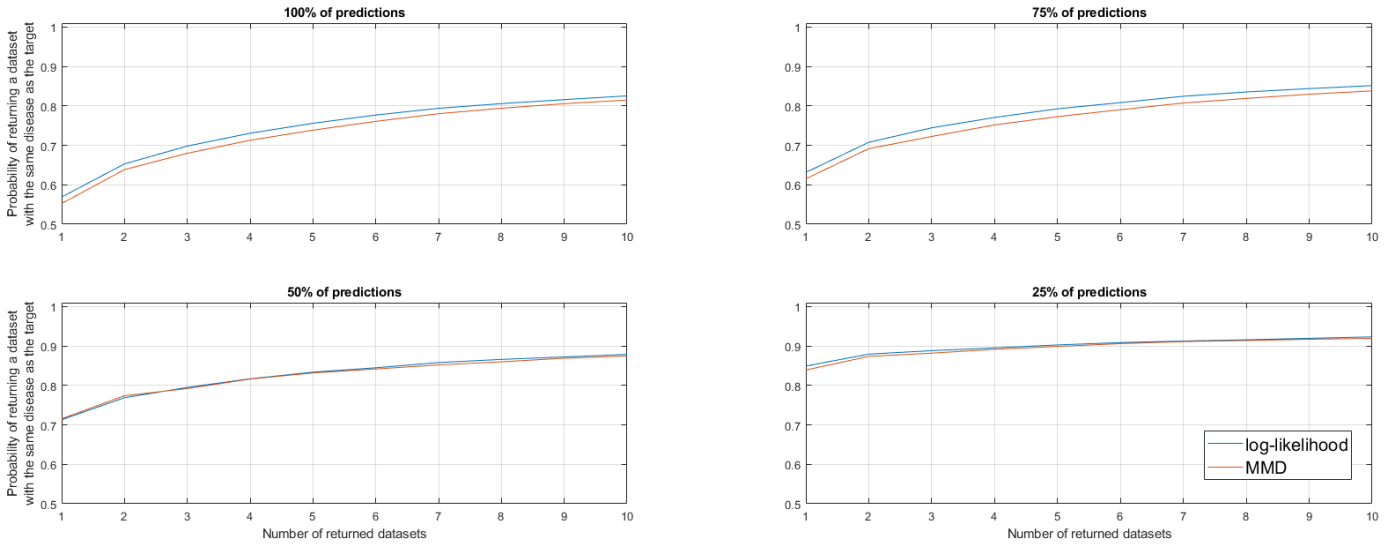 100% of predictions
Probability of returning a dataset
with the same disease as the target
1
0.9
0.8
0.7
0.6
0.5
1 2 3 4 5 6 7 8 9 10
75% of predictions
1
0.9
0.8
0.7
0.6
0.5
1 2 3 4 5 6 7 8 9 10
50% of predictions
Probability of returning a dataset
with the same disease as the target
1
0.9
0.8
0.7
0.6
0.5
1 2 3 4 5 6 7 8 9 10
Number of returned datasets
25% of predictions
1
0.9
0.8
0.7
0.6
0.5
log-likelihood
MMD
1 2 3 4 5 6 7 8 9 10
Number of returned datasets